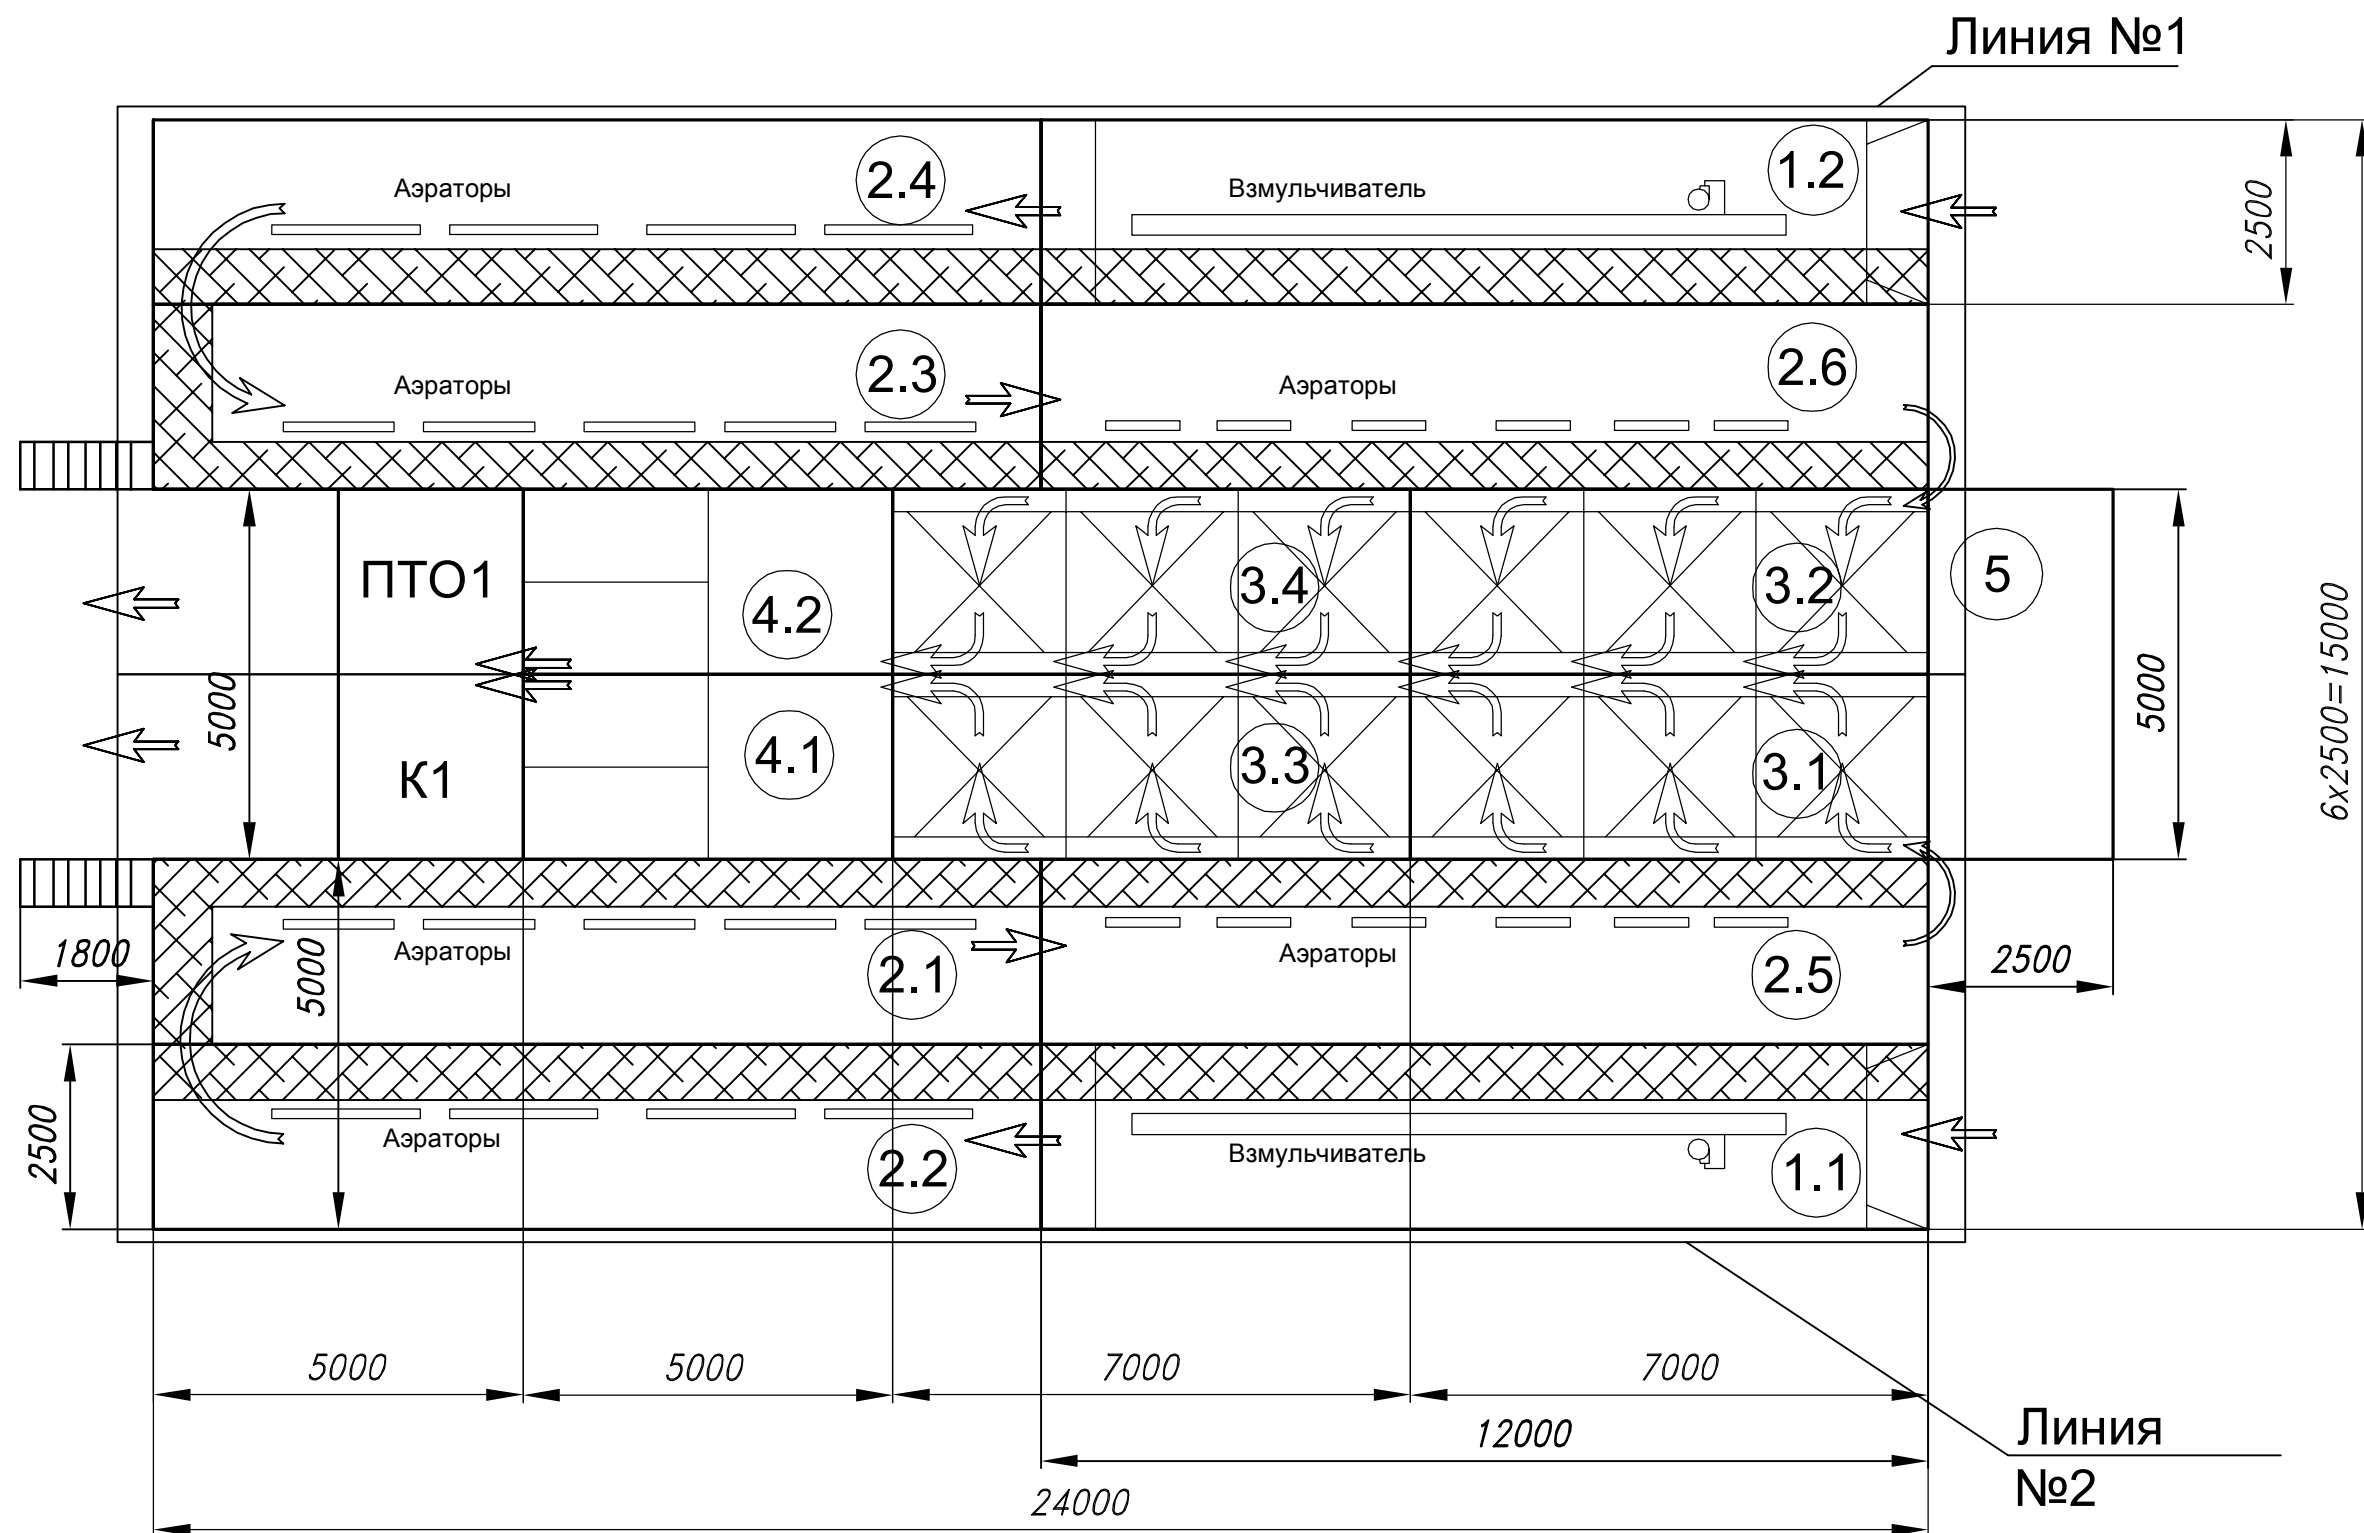 Линия №1
2.4
1.2
Аэраторы
Взмульчиватель
2500
2.3
2.6
Аэраторы
Аэраторы
ПТО1
4.2
3.4
3.2
5
5000
5000
6х2500=15000
К1
4.1
3.3
3.1
1800
Аэраторы
2.1
Аэраторы
2.5
2500
5000
2500
Аэраторы
2.2
Взмульчиватель
1.1
5000
5000
7000
7000
12000
Линия
№2
24000